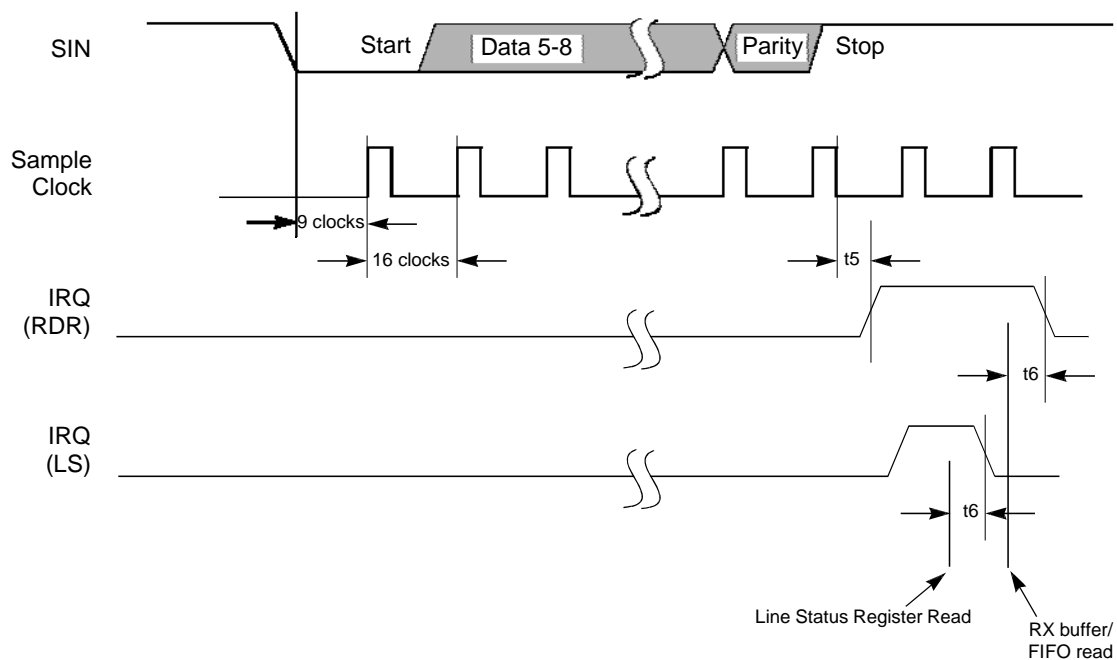 SIN
Start
Data 5-8
Parity
Stop
Sample
Clock
9 clocks
16 clocks
t5
IRQ
(RDR)
t6
IRQ
(LS)
t6
Line Status Register Read
RX buffer/
FIFO read